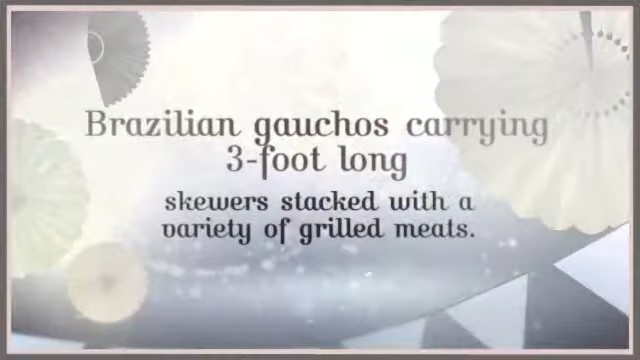 Brazilian gauchos carrying
3-foot long
skewers stacked with a
variety of grilled meats.